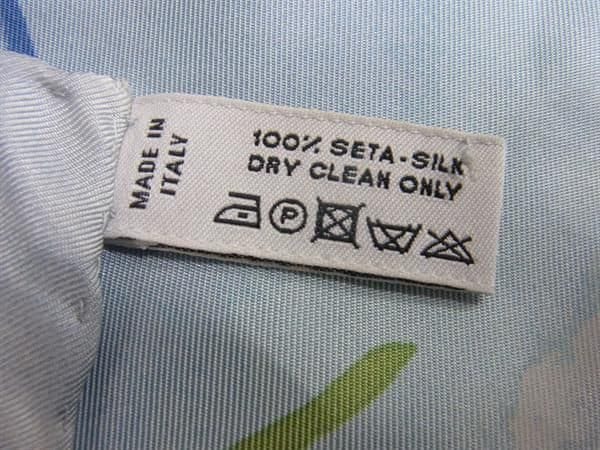 MADE IN
ITALY
100% SETA-SILK
DRY CLEAN ONLY
P